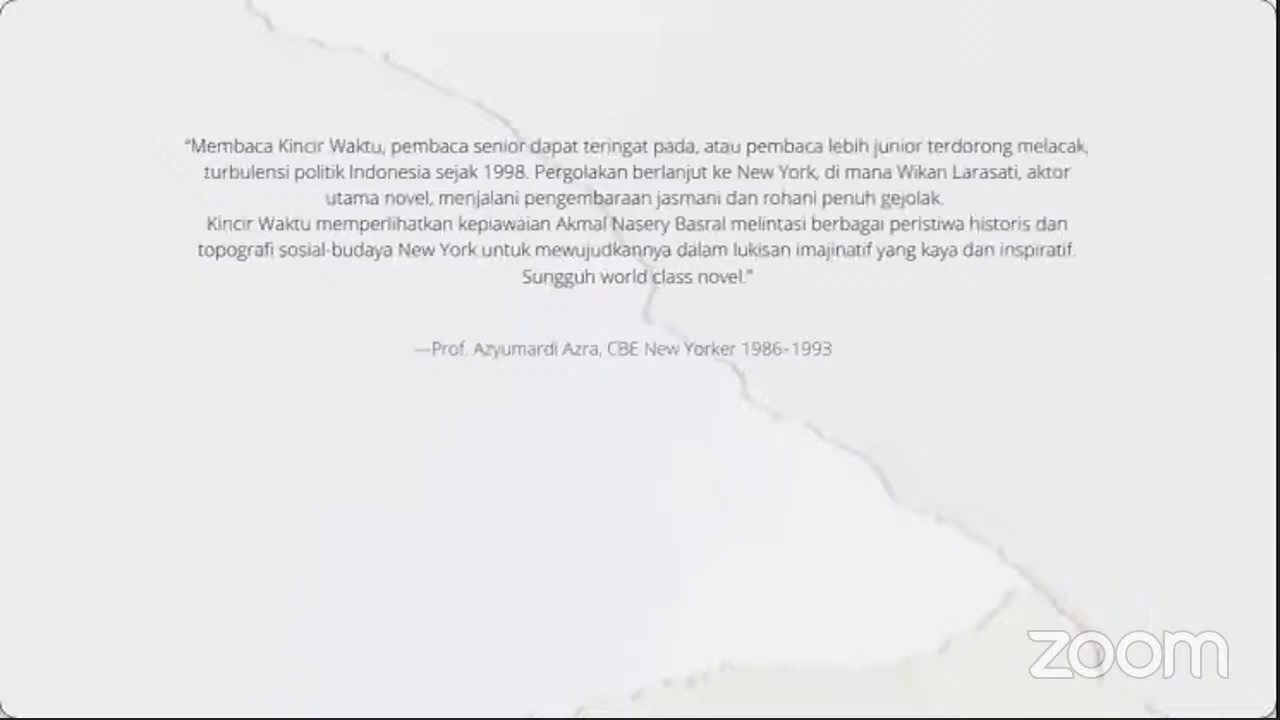 “Membaca Kincir Waktu, pembaca senior dapat teringat pada, atau pembaca lebih junior terdorong melacak,
turbulensi politik Indonesia sejak 1998. Pergolakan berlanjut ke New York, di mana Wikan Larasati, aktor
utama novel, menjalani pengembaraan jasmani dan rohani penuh gejolak.
Kincir Waktu memperlihatkan kepiawaian Akmal Nasery Basral melintasi berbagai peristiwa historis dan
topografi sosial-budaya New York untuk mewujudkannya dalam lukisan imajinatif yang kaya dan inspiratif.
Sungguh world class novel.”
—Prof. Azyumardi Azra, CBE New Yorker 1986-1993
zoom